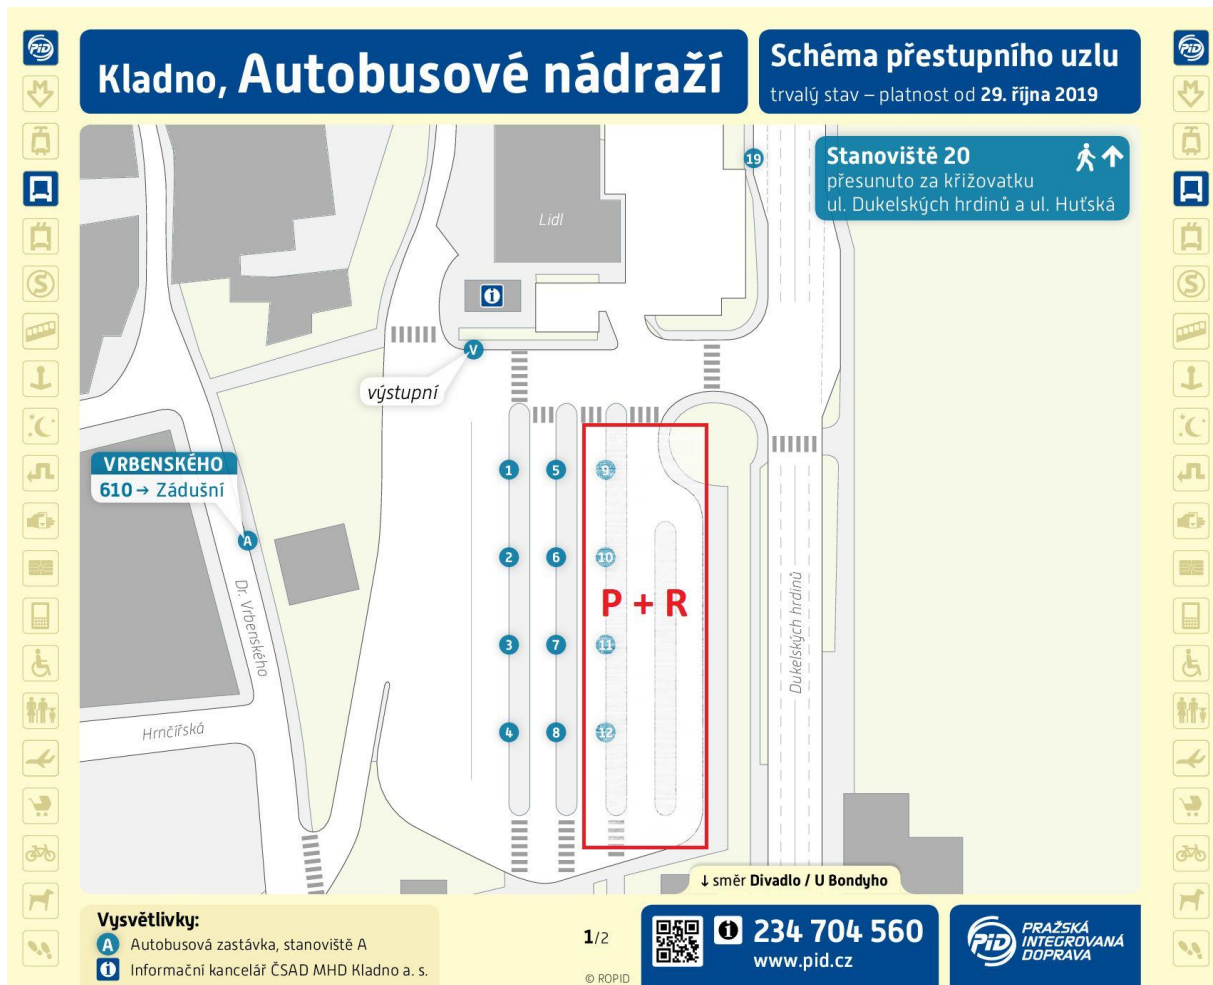 PiD
Kladno, Autobusové nádraží
Schéma přestupního uzlu
trvalý stav – platnost od 29. října 2019
PiD
19
Stanoviště 20
přesunuto za křižovatku
ul. Dukelských hrdinů a ul. Huťská
Lidl
i
V
výstupní
VRBENSKÉHO
610 → Zádušní
A
1 5 9
2 6 10
P + R
3 7 11
4 8 12
Dr. Vrbenského
Dukelských hrdinů
Hrnčířská
↓ směr Divadlo / U Bondyho
Vysvětlivky:
A Autobusová zastávka, stanoviště A
i Informační kancelář ČSAD MHD Kladno a. s.
1/2
© ROPID
i 234 704 560
www.pid.cz
PiD
PRAŽSKÁ
INTEGROVANÁ
DOPRAVA